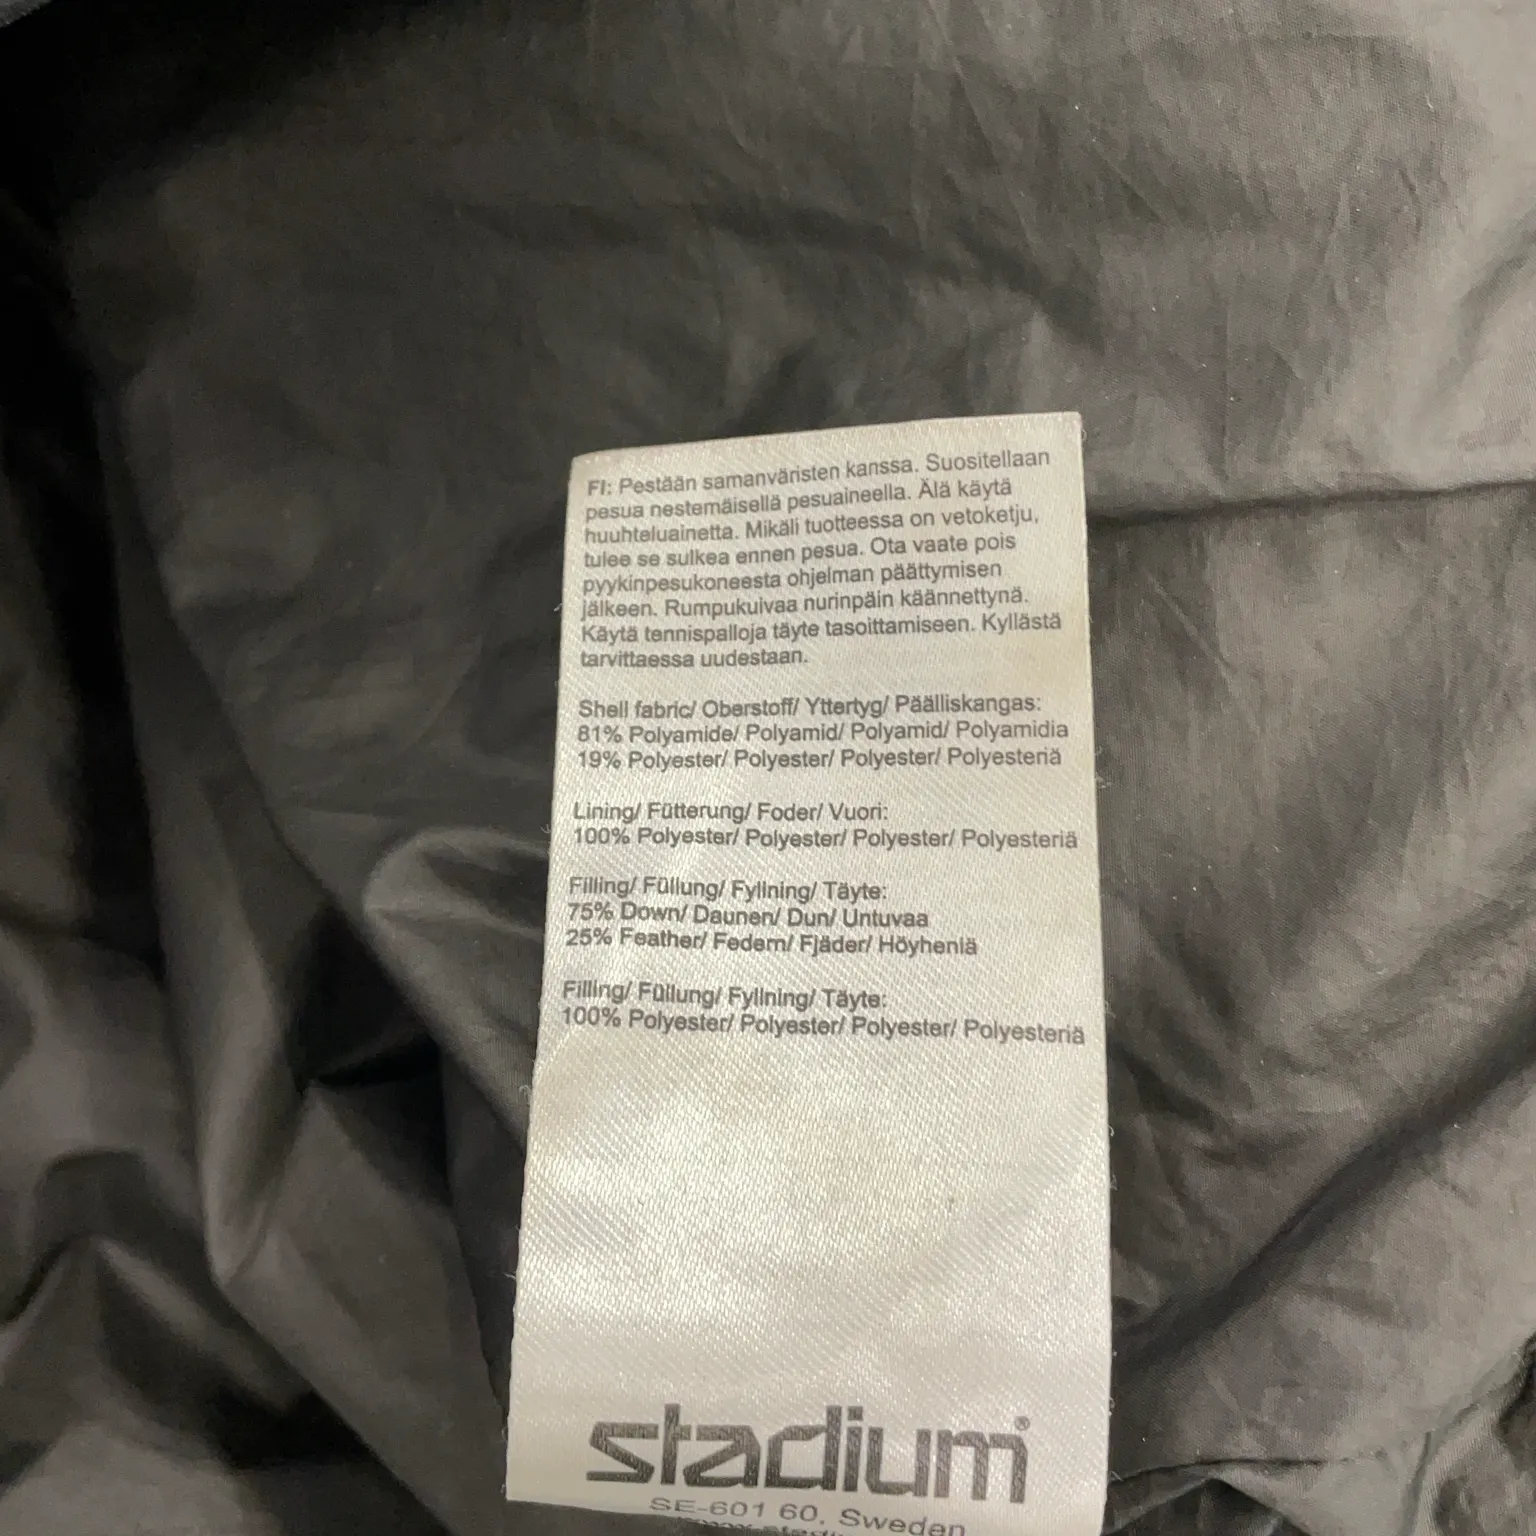 FI: Pestään samanväristen kanssa. Suositellaan
pesua nestemäisellä pesuaineella. Älä käytä
huuhteluainetta. Mikäli tuotteessa on vetoketju,
tulee se sulkea ennen pesua. Ota vaate pois
pyykinpesukoneesta ohjelman päättymisen
jälkeen. Rumpukuivaa nurinpäin käännettynä.
Käytä tennispalloja täyte tasoittamiseen. Kyllästä
tarvittaessa uudestaan.
Shell fabric/ Oberstoff/ Yttertyg/ Päälliskangas:
81% Polyamide/ Polyamid/ Polyamid/ Polyamidia
19% Polyester/ Polyester/ Polyester/ Polyesteriä
Lining/ Fütterung/ Foder/ Vuori:
100% Polyester/ Polyester/ Polyester/ Polyesteriä
Filling/ Füllung/ Fyllning/ Täyte:
75% Down/ Daunen/ Dun/ Untuvaa
25% Feather/ Federn/ Fjäder/ Höyheniä
Filling/ Füllung/ Fyllning/ Täyte:
100% Polyester/ Polyester/ Polyester/ Polyesteriä
stadium®
SE-601 60, Sweden